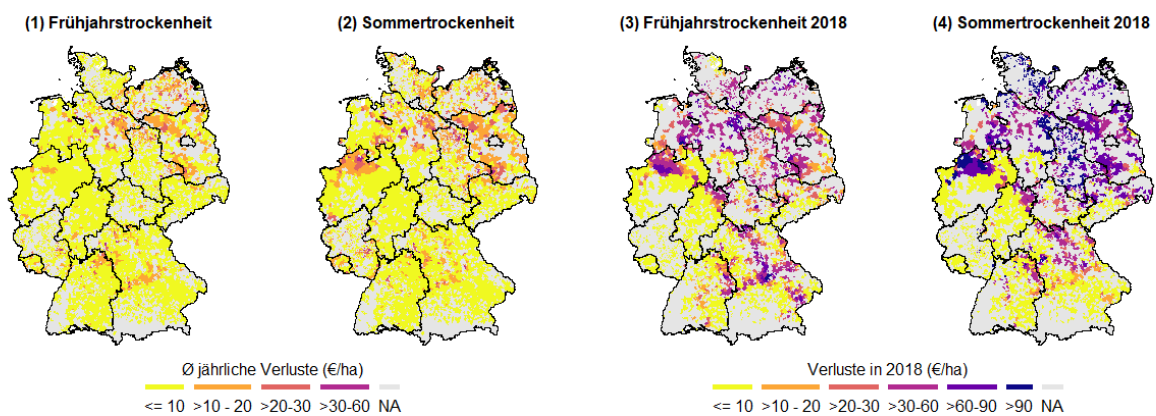 (1) Frühjahrstrockenheit
(2) Sommertrockenheit
(3) Frühjahrstrockenheit 2018
(4) Sommertrockenheit 2018
Ø jährliche Verluste (€/ha)
<= 10 >10 - 20 >20-30 >30-60 NA
Verluste in 2018 (€/ha)
<= 10 >10 - 20 >20-30 >30-60 >60-90 >90 NA